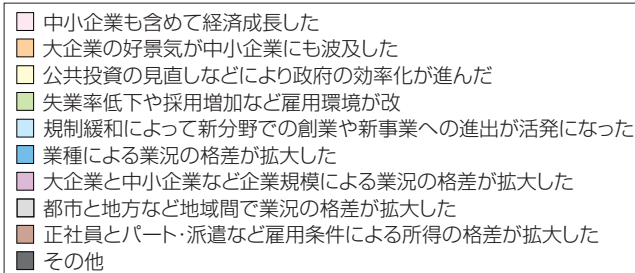 中小企業も含めて経済成長した
大企業の好景気が中小企業にも波及した
公共投資の見直しなどにより政府の効率化が進んだ
失業率低下や採用増加など雇用環境が改
規制緩和によって新分野での創業や新事業への進出が活発になった
業種による業況の格差が拡大した
大企業と中小企業など企業規模による業況の格差が拡大した
都市と地方など地域間で業況の格差が拡大した
正社員とパート・派遣など雇用条件による所得の格差が拡大した
その他